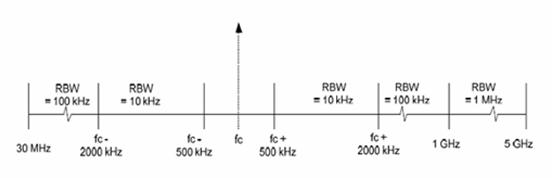 RBW = 100 kHz
RBW = 10 kHz
RBW = 10 kHz
RBW = 100 kHz
RBW = 1 MHz
30 MHz
fc- 2000 kHz
fc- 500 kHz
fc
fc+ 500 kHz
fc+ 2000 kHz
1 GHz
5 GHz